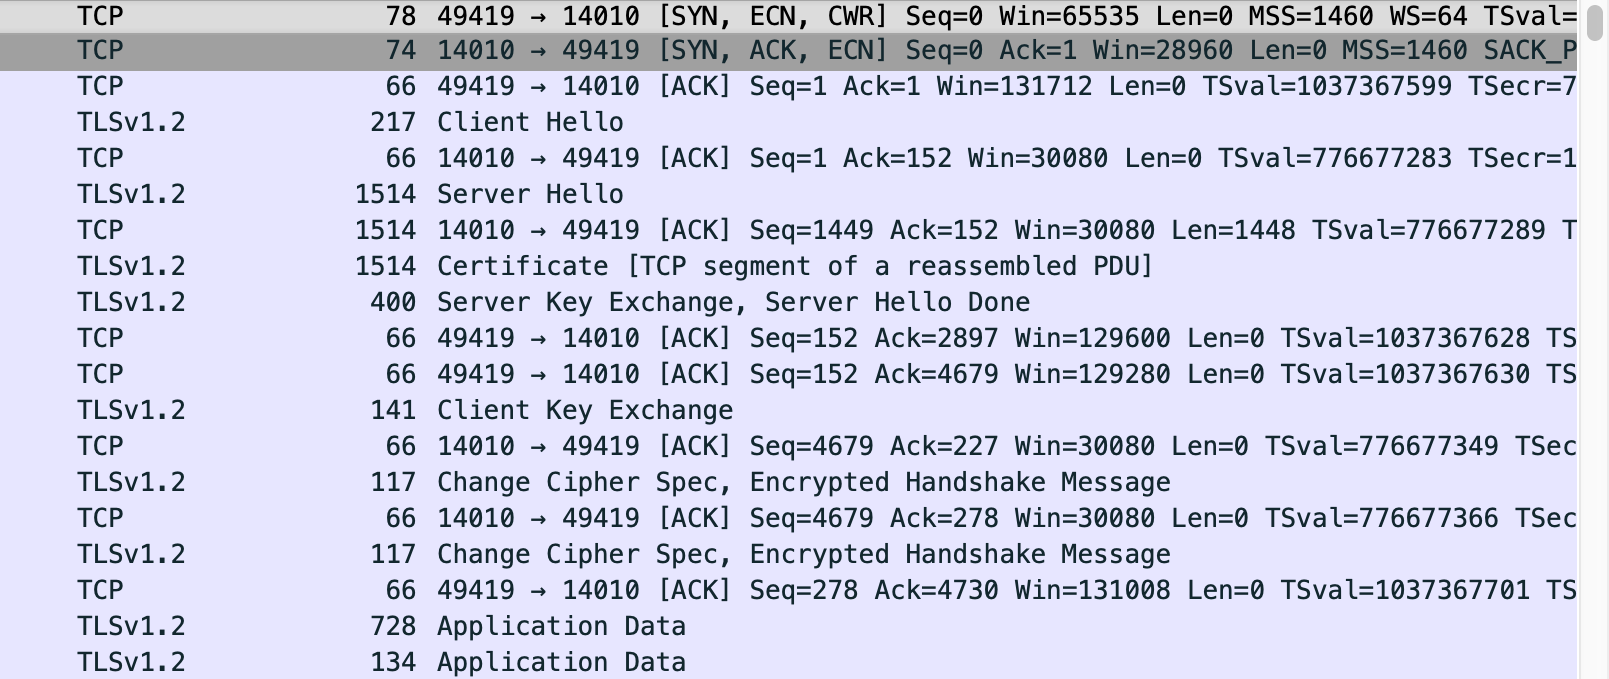 TCP 78 49419 → 14010 [SYN, ECN, CWR] Seq=0 Win=65535 Len=0 MSS=1460 WS=64 TSval=
TCP 74 14010 → 49419 [SYN, ACK, ECN] Seq=0 Ack=1 Win=28960 Len=0 MSS=1460 SACK_P
TCP 66 49419 → 14010 [ACK] Seq=1 Ack=1 Win=131712 Len=0 TSval=1037367599 TSecr=7
TLSv1.2 217 Client Hello
TCP 66 14010 → 49419 [ACK] Seq=1 Ack=152 Win=30080 Len=0 TSval=776677283 TSecr=1
TLSv1.2 1514 Server Hello
TCP 1514 14010 → 49419 [ACK] Seq=1449 Ack=152 Win=30080 Len=1448 TSval=776677289 T
TLSv1.2 1514 Certificate [TCP segment of a reassembled PDU]
TLSv1.2 400 Server Key Exchange, Server Hello Done
TCP 66 49419 → 14010 [ACK] Seq=152 Ack=2897 Win=129600 Len=0 TSval=1037367628 TS
TCP 66 49419 → 14010 [ACK] Seq=152 Ack=4679 Win=129280 Len=0 TSval=1037367630 TS
TLSv1.2 141 Client Key Exchange
TCP 66 14010 → 49419 [ACK] Seq=4679 Ack=227 Win=30080 Len=0 TSval=776677349 TSec
TLSv1.2 117 Change Cipher Spec, Encrypted Handshake Message
TCP 66 14010 → 49419 [ACK] Seq=4679 Ack=278 Win=30080 Len=0 TSval=776677366 TSec
TLSv1.2 117 Change Cipher Spec, Encrypted Handshake Message
TCP 66 49419 → 14010 [ACK] Seq=278 Ack=4730 Win=131008 Len=0 TSval=1037367701 TS
TLSv1.2 728 Application Data
TLSv1.2 134 Application Data